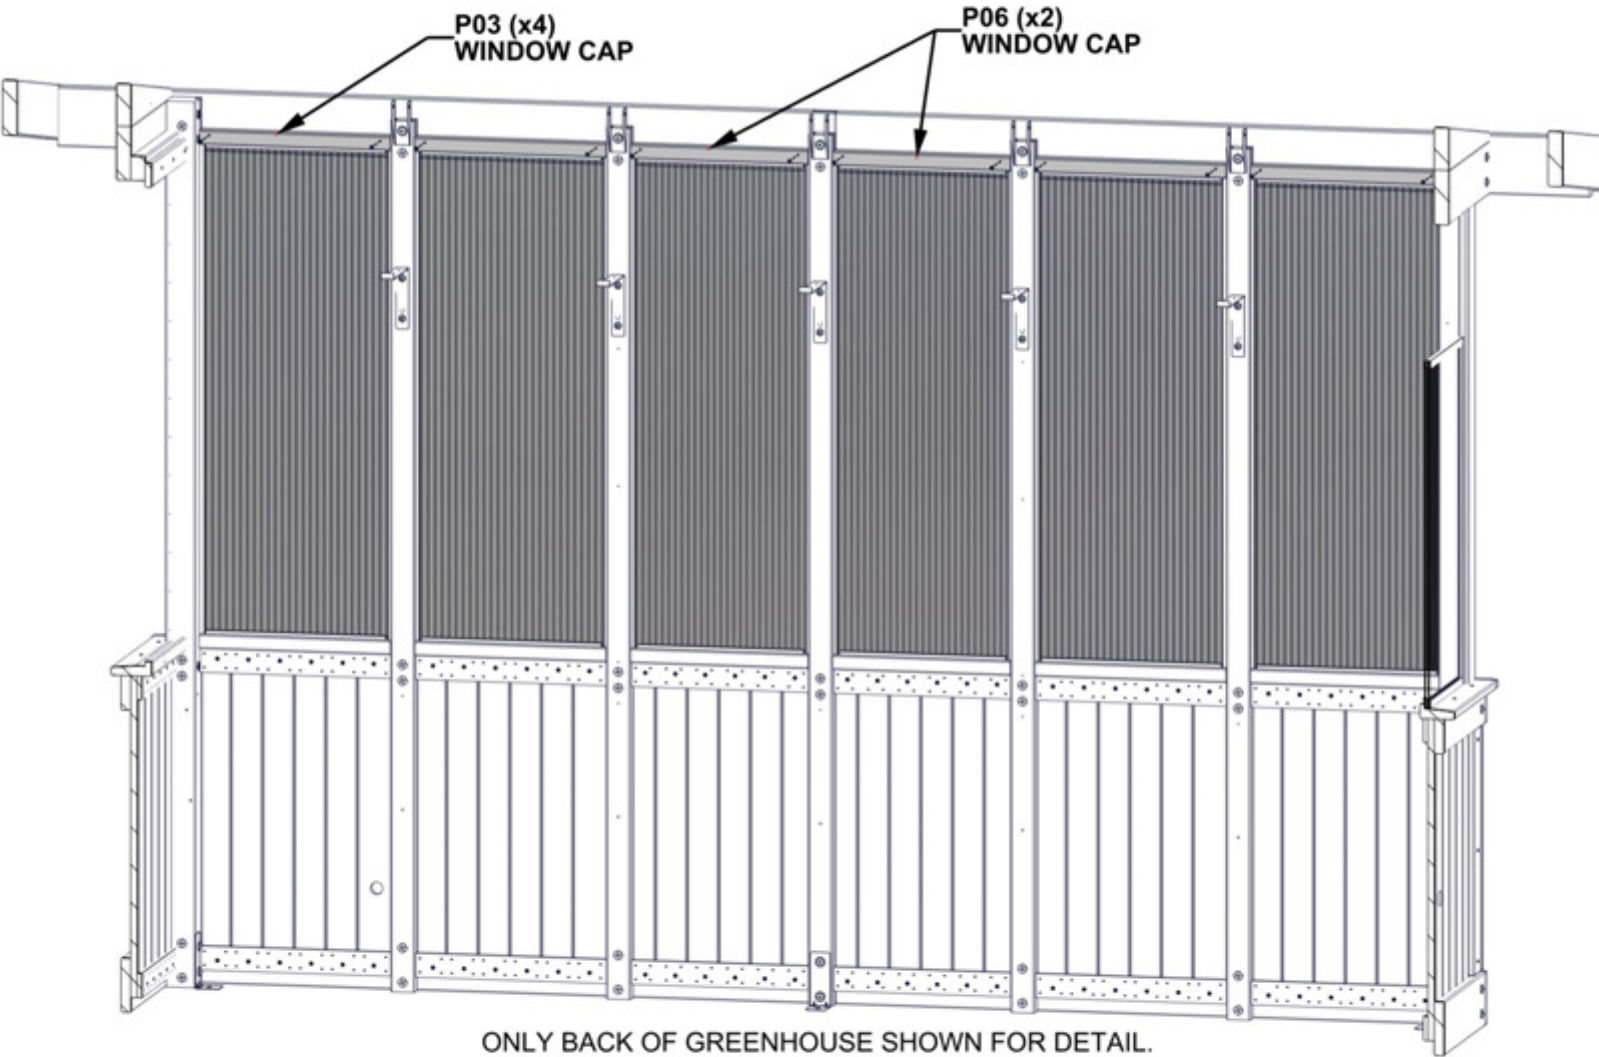 P03 (x4)
WINDOW CAP
P06 (x2)
WINDOW CAP
ONLY BACK OF GREENHOUSE SHOWN FOR DETAIL.